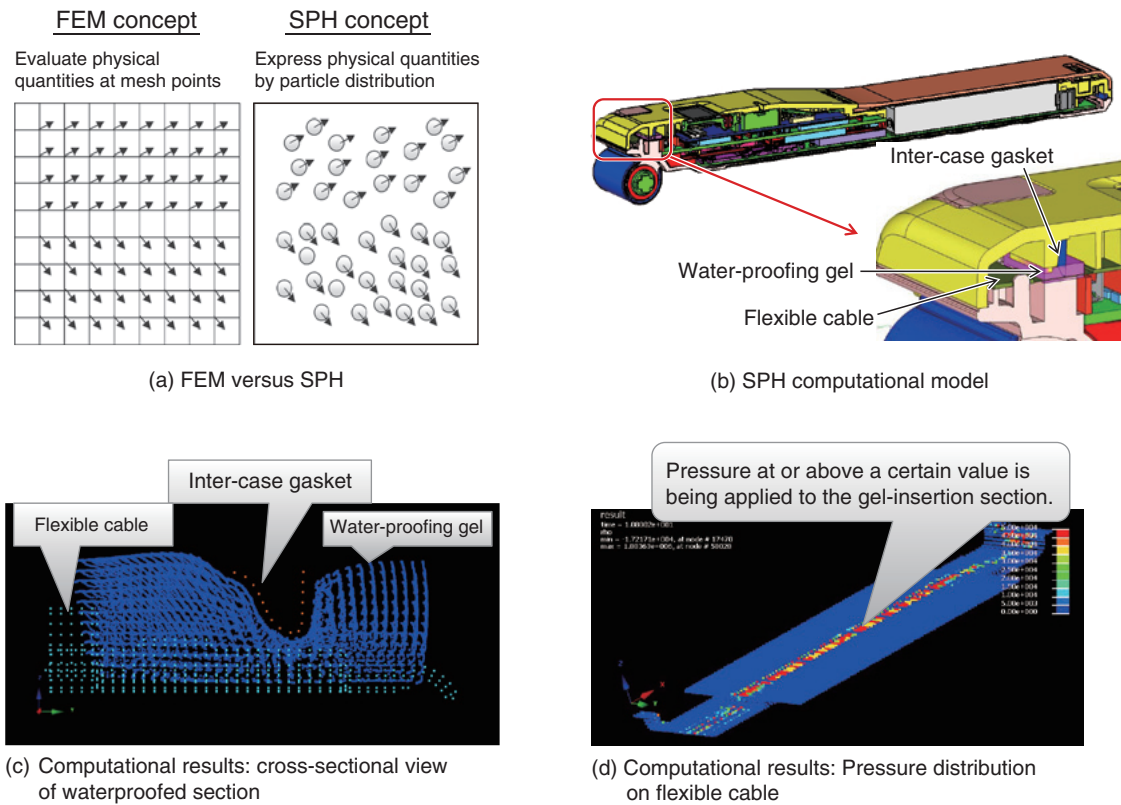 FEM concept
Evaluate physical
quantities at mesh points
SPH concept
Express physical quantities
by particle distribution
(a) FEM versus SPH
Inter-case gasket
Water-proofing gel
Flexible cable
(b) SPH computational model
Inter-case gasket
Flexible cable
Water-proofing gel
(c) Computational results: cross-sectional view
of waterproofed section
Pressure at or above a certain value is
being applied to the gel-insertion section.
result
(d) Computational results: Pressure distribution
on flexible cable